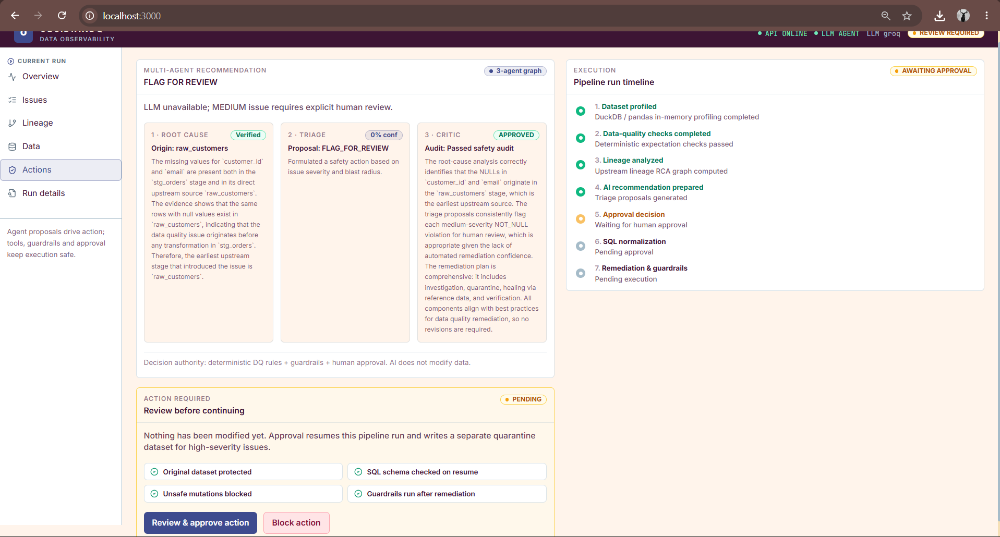 localhost:3000
DATA OBSERVABILITY
API ONLINE
LLM AGENT
LLM groq
REVIEW REQUIRED
CURRENT RUN
Overview
Issues
Lineage
Data
Actions
Run details
Agent proposals drive action;
tools, guardrails and approval
keep execution safe.
MULTI-AGENT RECOMMENDATION
3-agent graph
FLAG FOR REVIEW
LLM unavailable; MEDIUM issue requires explicit human review.
1 · ROOT CAUSE
Verified
Origin: raw_customers
The missing values for `customer_id`
and `email` are present both in the
`stg_orders` stage and in its direct
upstream source `raw_customers`.
The evidence shows that the same
rows with null values exist in
`raw_customers`, indicating that the
data quality issue originates before
any transformation in `stg_orders`.
Therefore, the earliest upstream
stage that introduced the issue is
`raw_customers`.
2 · TRIAGE
0% conf
Proposal: FLAG_FOR_REVIEW
Formulated a safety action based on
issue severity and blast radius.
3 · CRITIC
APPROVED
Audit: Passed safety audit
The root-cause analysis correctly
identifies that the NULLs in
`customer_id` and `email` originate in
the `raw_customers` stage, which is
the earliest upstream source. The
triage proposals consistently flag
each medium-severity NOT_NULL
violation for human review, which is
appropriate given the lack of
automated remediation confidence.
The remediation plan is
comprehensive: it includes
investigation, quarantine, healing via
reference data, and verification. All
components align with best practices
for data quality remediation, so no
revisions are required.
Decision authority: deterministic DQ rules + guardrails + human approval. AI does not modify data.
ACTION REQUIRED
PENDING
Review before continuing
Nothing has been modified yet. Approval resumes this pipeline run and writes a separate quarantine
dataset for high-severity issues.
Original dataset protected
SQL schema checked on resume
Unsafe mutations blocked
Guardrails run after remediation
Review & approve action
Block action
EXECUTION
AWAITING APPROVAL
Pipeline run timeline
1. Dataset profiled
DuckDB / pandas in-memory profiling completed
2. Data-quality checks completed
Deterministic expectation checks passed
3. Lineage analyzed
Upstream lineage RCA graph computed
4. AI recommendation prepared
Triage proposals generated
5. Approval decision
Waiting for human approval
6. SQL normalization
Pending approval
7. Remediation & guardrails
Pending execution